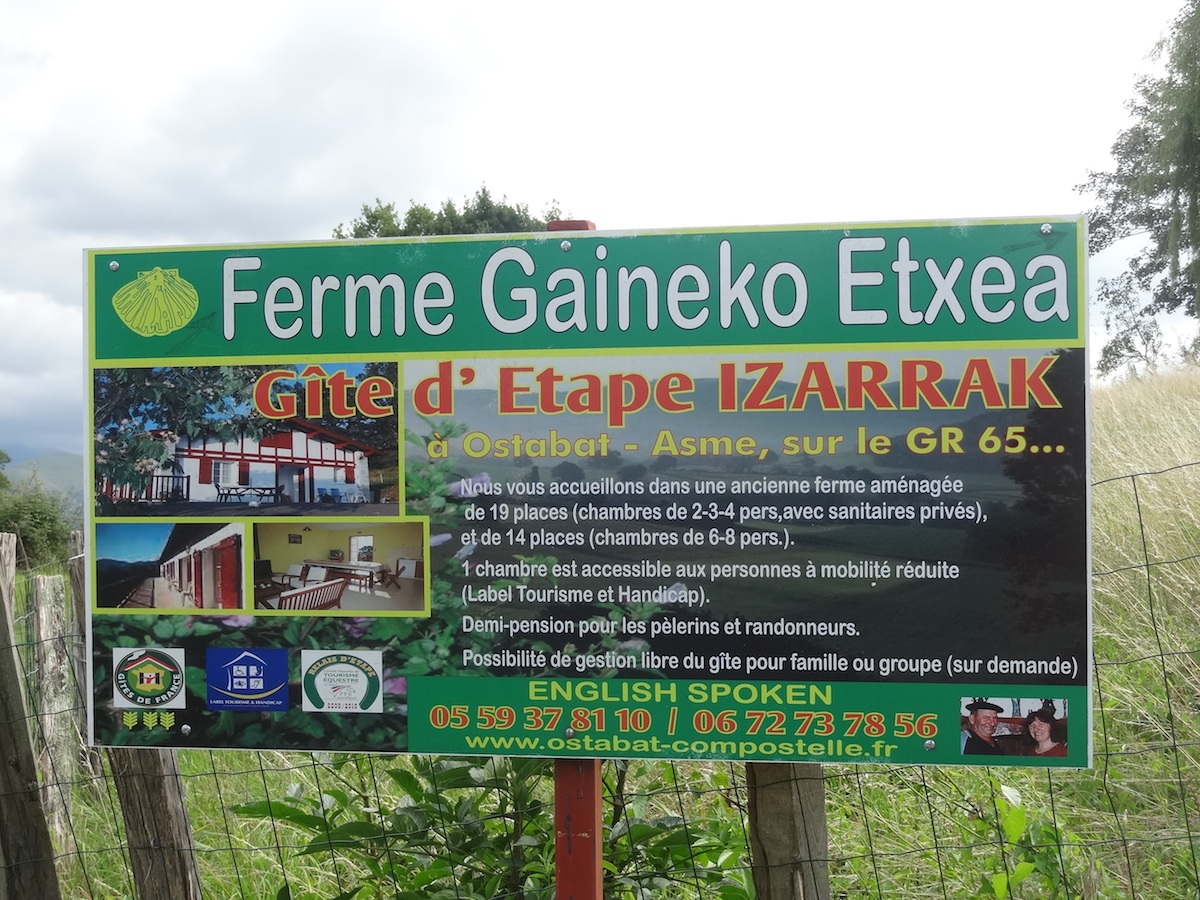 Ferme Gaineko Etxea
Gîte d' Etape IZARRAK
à Ostabat - Asme, sur le GR 65...
Nous vous accueillons dans une ancienne ferme aménagée
de 19 places (chambres de 2-3-4 pers,avec sanitaires privés),
et de 14 places (chambres de 6-8 pers.).
1 chambre est accessible aux personnes à mobilité réduite
(Label Tourisme et Handicap).
Demi-pension pour les pèlerins et randonneurs.
Possibilité de gestion libre du gîte pour famille ou groupe (sur demande)
GÎTES DE FRANCE
LABEL TOURISME & HANDICAP
RELAIS D'ETAPE
TOURISME
EQUESTRE
ENGLISH SPOKEN
05 59 37 81 10 / 06 72 73 78 56
www.ostabat-compostelle.fr